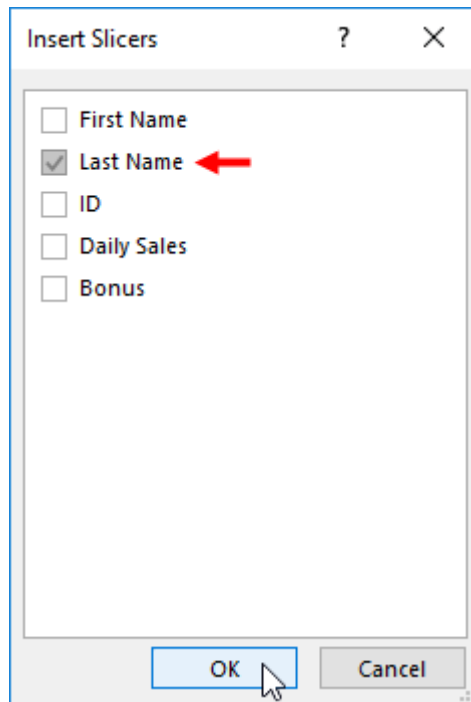 Insert Slicers ?
First Name
Last Name
ID
Daily Sales
Bonus
OK Cancel